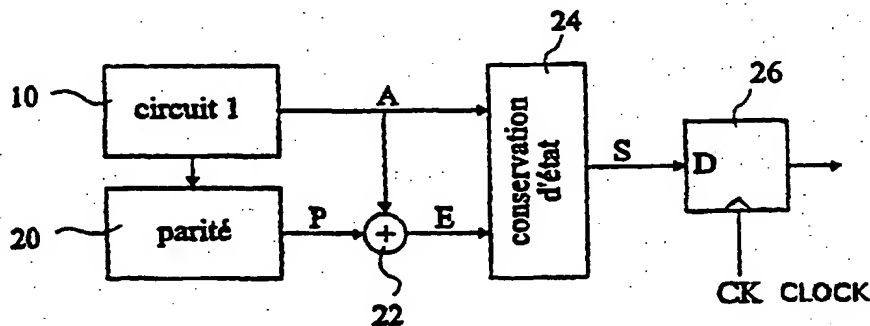 24
26
10
circuit 1
A
conservation
d'état
S
D
20
parité
P
+
E
22
CK CLOCK